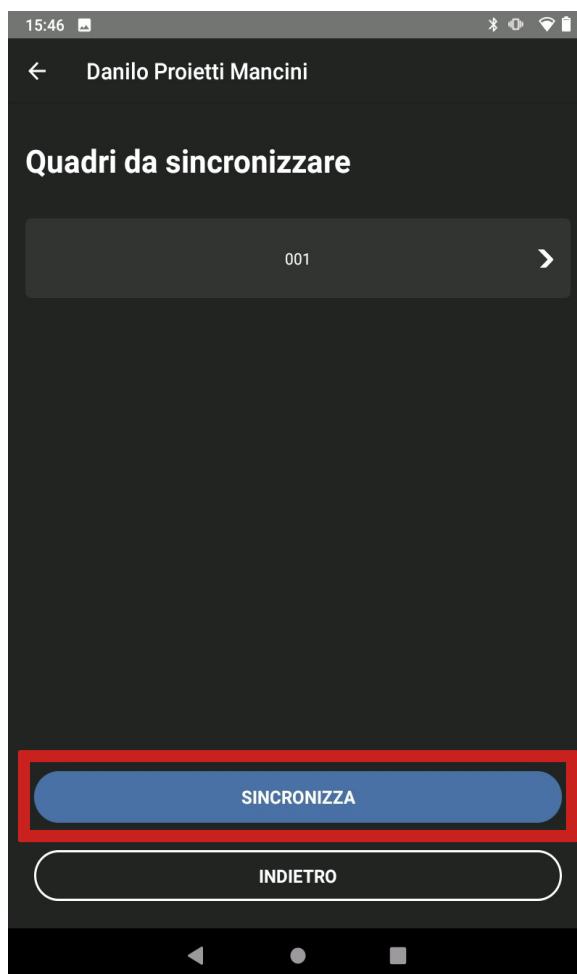 15:46
Danilo Proietti Mancini
Quadri da sincronizzare
001
SINCRONIZZA
INDIETRO